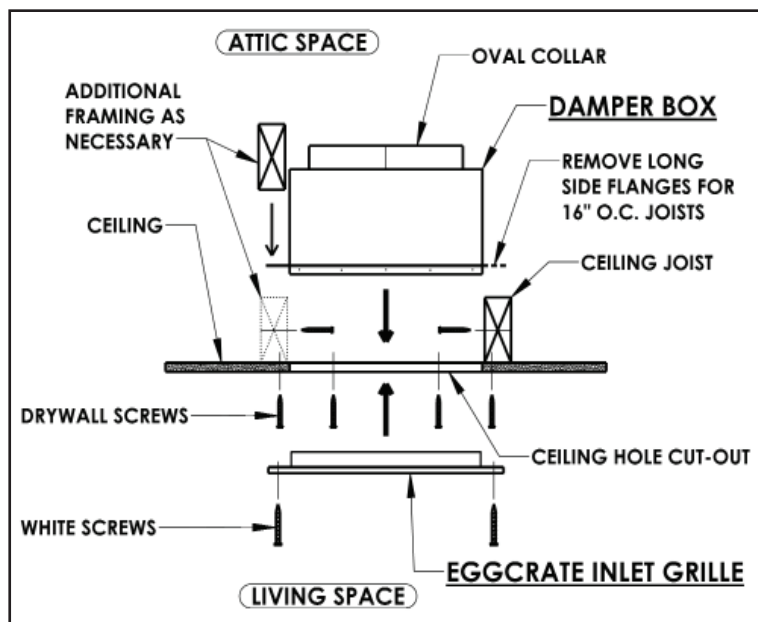 ATTIC SPACE
OVAL COLLAR
ADDITIONAL
FRAMING AS
NECESSARY
DAMPER BOX
REMOVE LONG
SIDE FLANGES FOR
16" O.C. JOISTS
CEILING
CEILING JOIST
DRYWALL SCREWS
CEILING HOLE CUT-OUT
WHITE SCREWS
EGGCRATE INLET GRILLE
LIVING SPACE